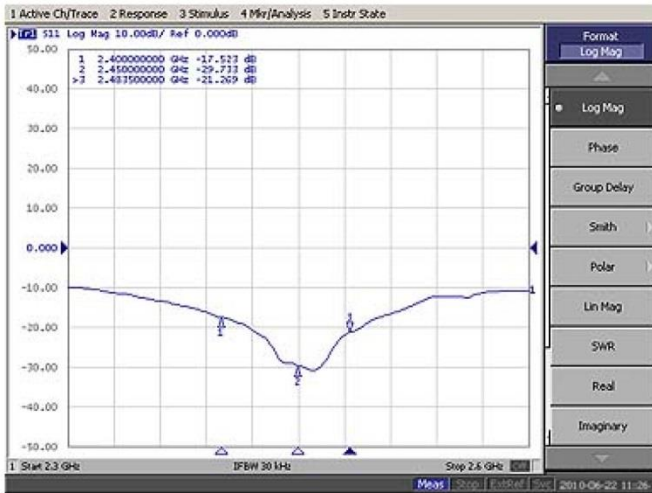 1 Active Ch/Trace 2 Response 3 Stimulus 4 Mkr/Analysis 5 Instr State
Tr1 S11 Log Mag 10.00dB/ Ref 0.000dB
1 2.400000000 GHz -17.523 dB
2 2.450000000 GHz -29.733 dB
>3 2.483500000 GHz -21.269 dB
50.00
40.00
30.00
20.00
10.00
0.000
-10.00
-20.00
-30.00
-40.00
-50.00
1
1
2
3
1 Start 2.3 GHz IFBW 30 kHz Stop 2.6 GHz
Meas Stop ExtRef Svc 2010-06-22 11:26
Format
Log Mag
Log Mag
Phase
Group Delay
Smith
Polar
Lin Mag
SWR
Real
Imaginary